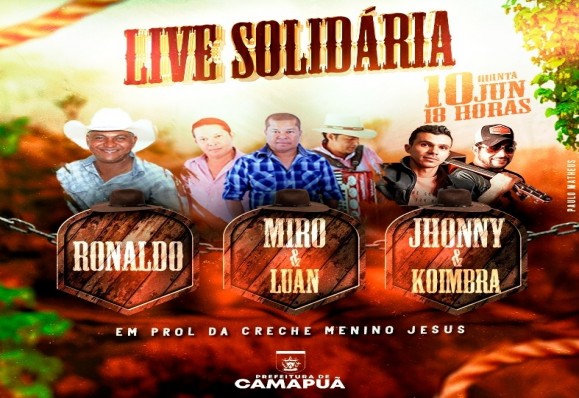 LIVE SOLIDÁRIA
10 QUINTA
JUN
18 HORAS
PAULO MATHEUS
RONALDO
MIRO
&
LUAN
JHONNY
&
KOIMBRA
EM PROL DA CRECHE MENINO JESUS
PREFEITURA DE
CAMAPUÃ